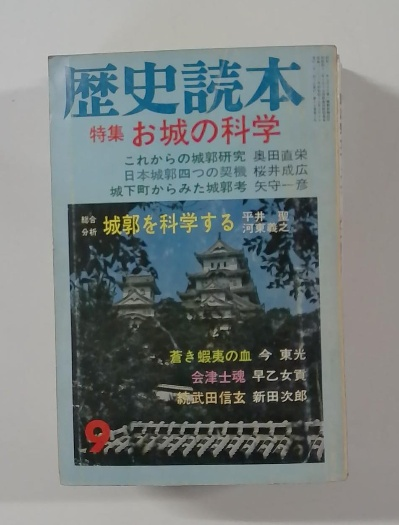 歴史読本
特集 お城の科学
これからの城郭研究 奥田直栄
日本城郭四つの契機 桜井成広
城下町からみた城郭考 矢守一彦
総合分析 城郭を科学する 平井 聖 河東義之
蒼き蝦夷の血 今 東光
会津士魂 早乙女貢
続武田信玄 新田次郎
9